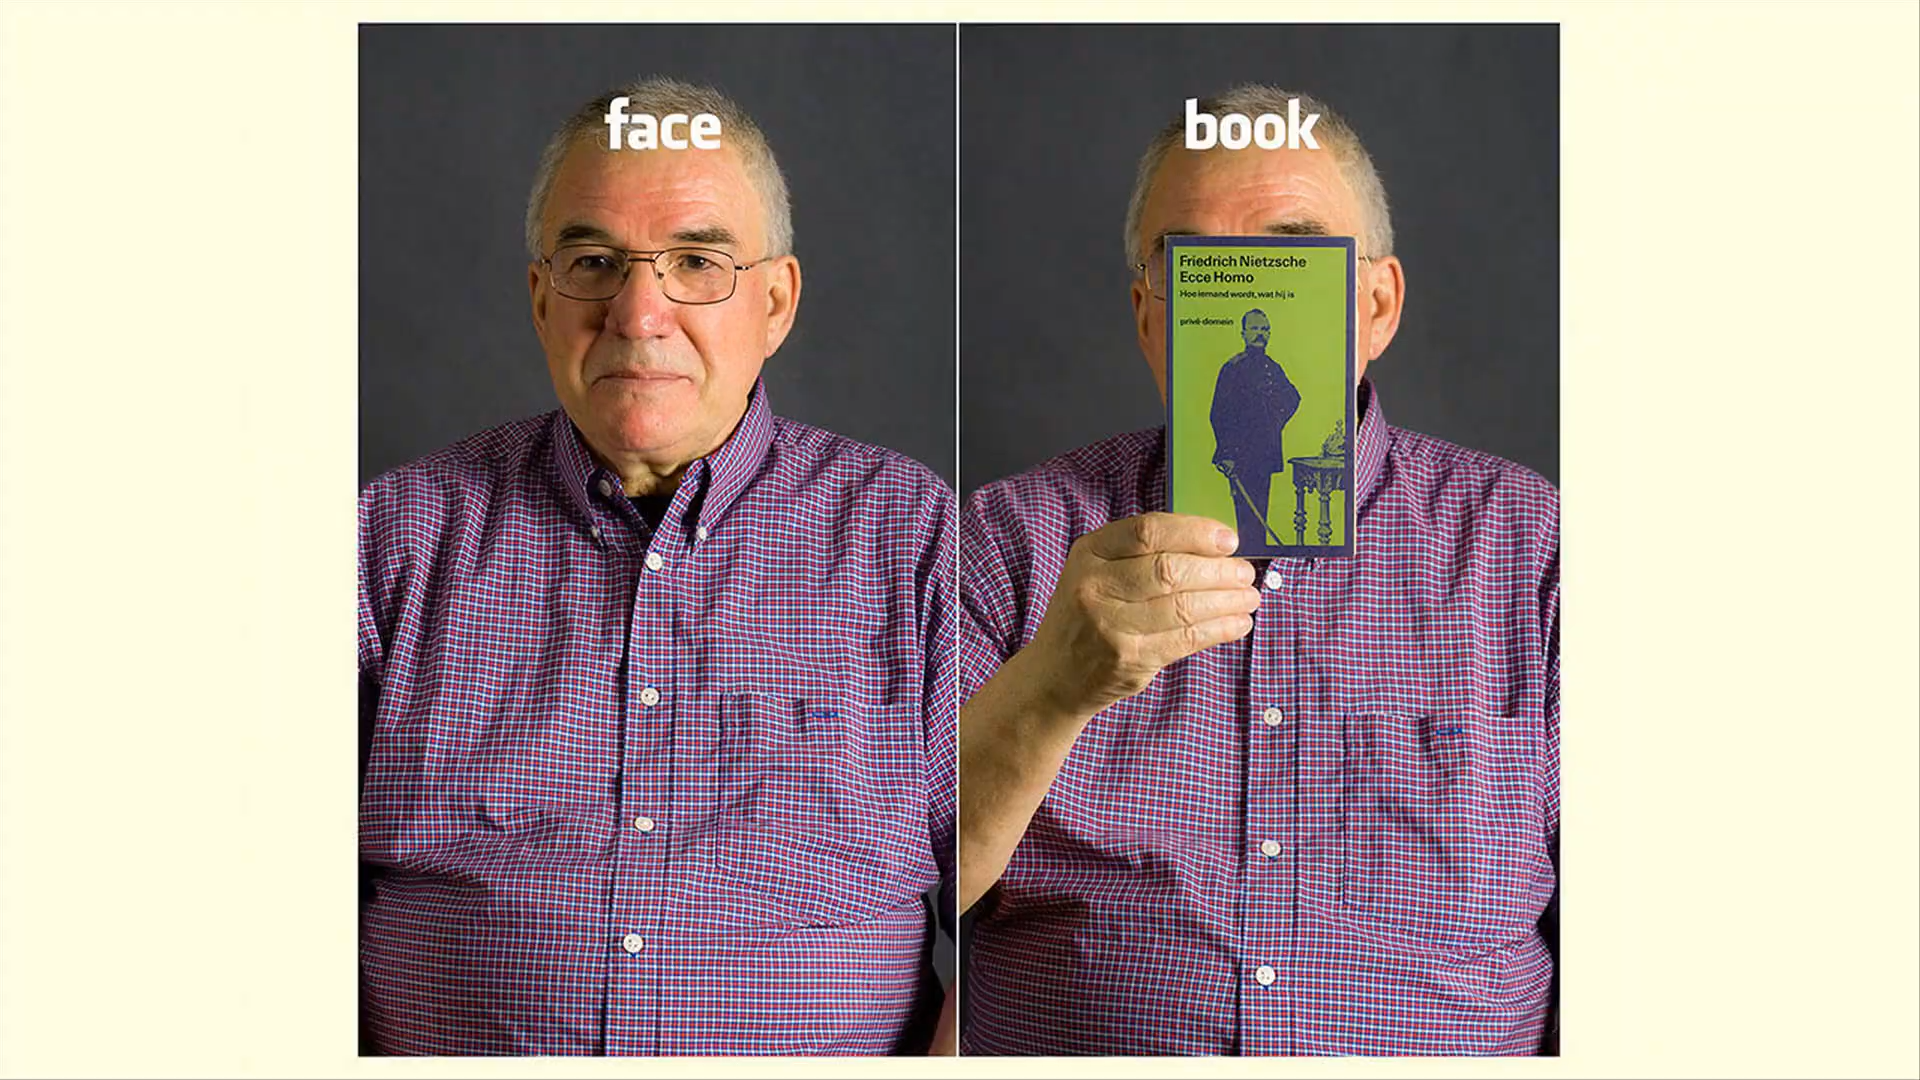 face
book
Friedrich Nietzsche
Ecce Homo
Hoe iemand wordt, wat hij is
privé-domein